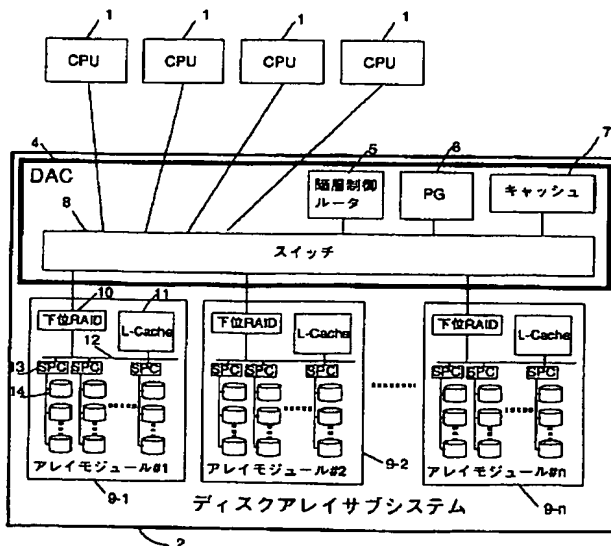 1 1 1 1
CPU CPU CPU CPU
4 5 6 7
DAC
隔層制御
ルータ
PG
キャッシュ
8
スイッチ
10 11
下位RAID
L-Cache
12
13
SPC SPC SPC
14
アレイモジュール#1
9-1
下位RAID
L-Cache
SPC SPC SPC
アレイモジュール#2
9-2
下位RAID
L-Cache
SPC SPC SPC
アレイモジュール#n
9-n
ディスクアレイサブシステム
2